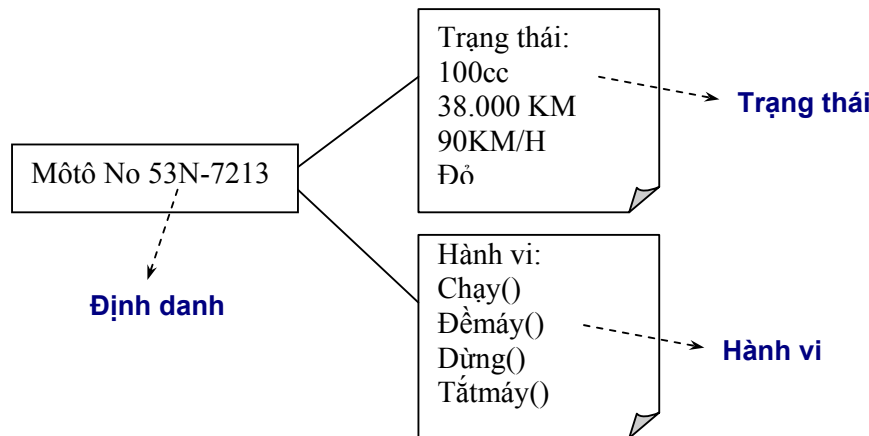 Trạng thái:
100cc
38.000 KM
90KM/H
Đỏ
Trạng thái
Môtô No 53N-7213
Định danh
Hành vi:
Chạy()
Đềmáy()
Dừng()
Tắtmáy()
Hành vi